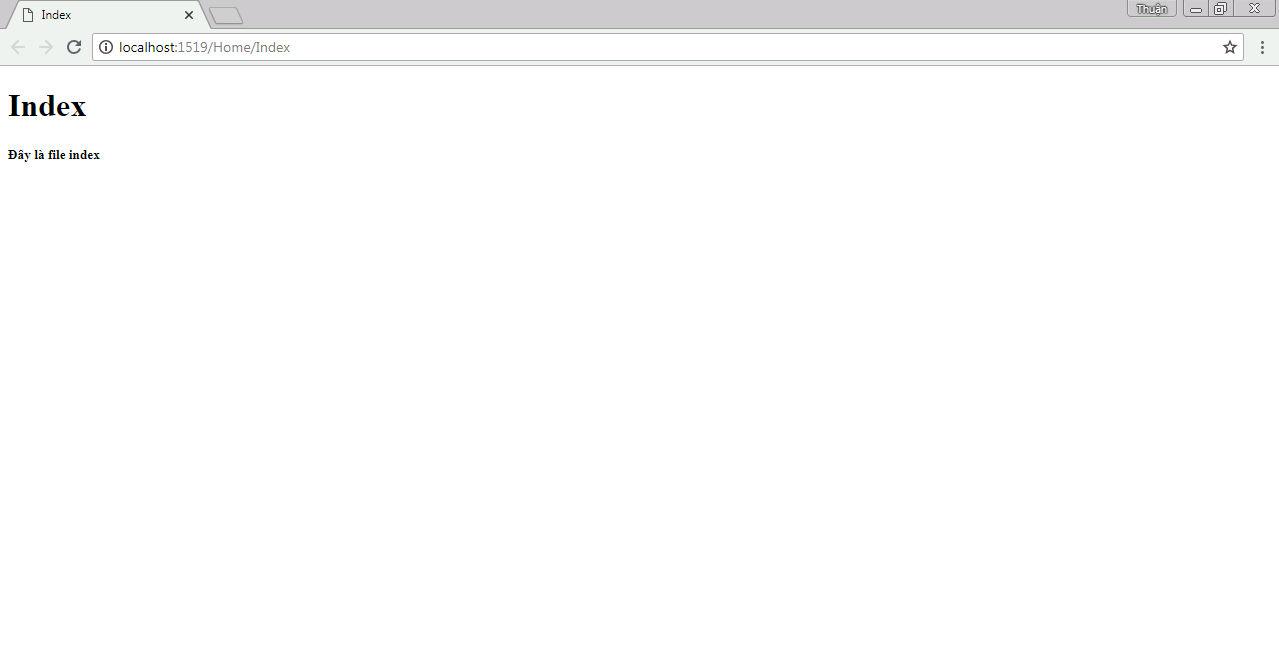 Index
Thuận
localhost:1519/Home/Index
Index
Đây là file index